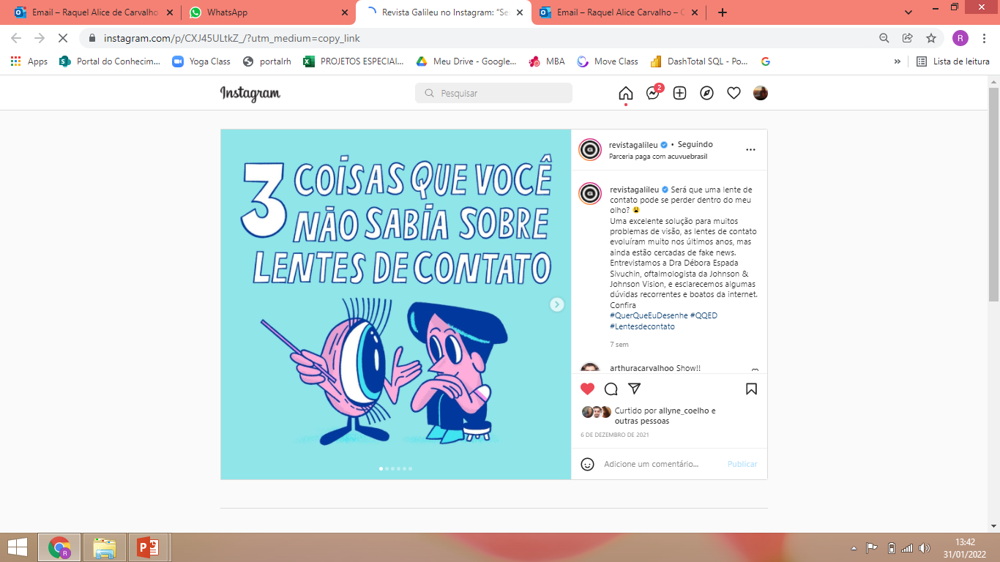 Email – Raquel Alice de Carvalho
WhatsApp
Revista Galileu no Instagram: “Se
Email – Raquel Alice Carvalho – C
instagram.com/p/CXJ45ULtkZ_/?utm_medium=copy_link
R
Apps
Portal do Conhecim...
Yoga Class
portalrh
PROJETOS ESPECIAI...
Meu Drive - Google...
MBA
Move Class
DashTotal SQL - Po...
»
Lista de leitura
Instagram
Pesquisar
2
3 COISAS QUE VOCÊ
NÃO SABIA SOBRE
LENTES DE CONTATO
revistagalileu • Seguindo
Parceria paga com acuvuebrasil
revistagalileu Será que uma lente de
contato pode se perder dentro do meu
olho? 😩
Uma excelente solução para muitos
problemas de visão, as lentes de contato
evoluíram muito nos últimos anos, mas
ainda estão cercadas de fake news.
Entrevistamos a Dra Débora Espada
Sivuchin, oftalmologista da Johnson &
Johnson Vision, e esclarecemos algumas
dúvidas recorrentes e boatos da internet.
Confira
#QuerQueEuDesenhe #QQED
#Lentesdecontato
7 sem
arthuracarvalhoo Show!!
Curtido por allyne_coelho e
outras pessoas
6 DE DEZEMBRO DE 2021
Adicione um comentário...
Publicar
13:42
31/01/2022